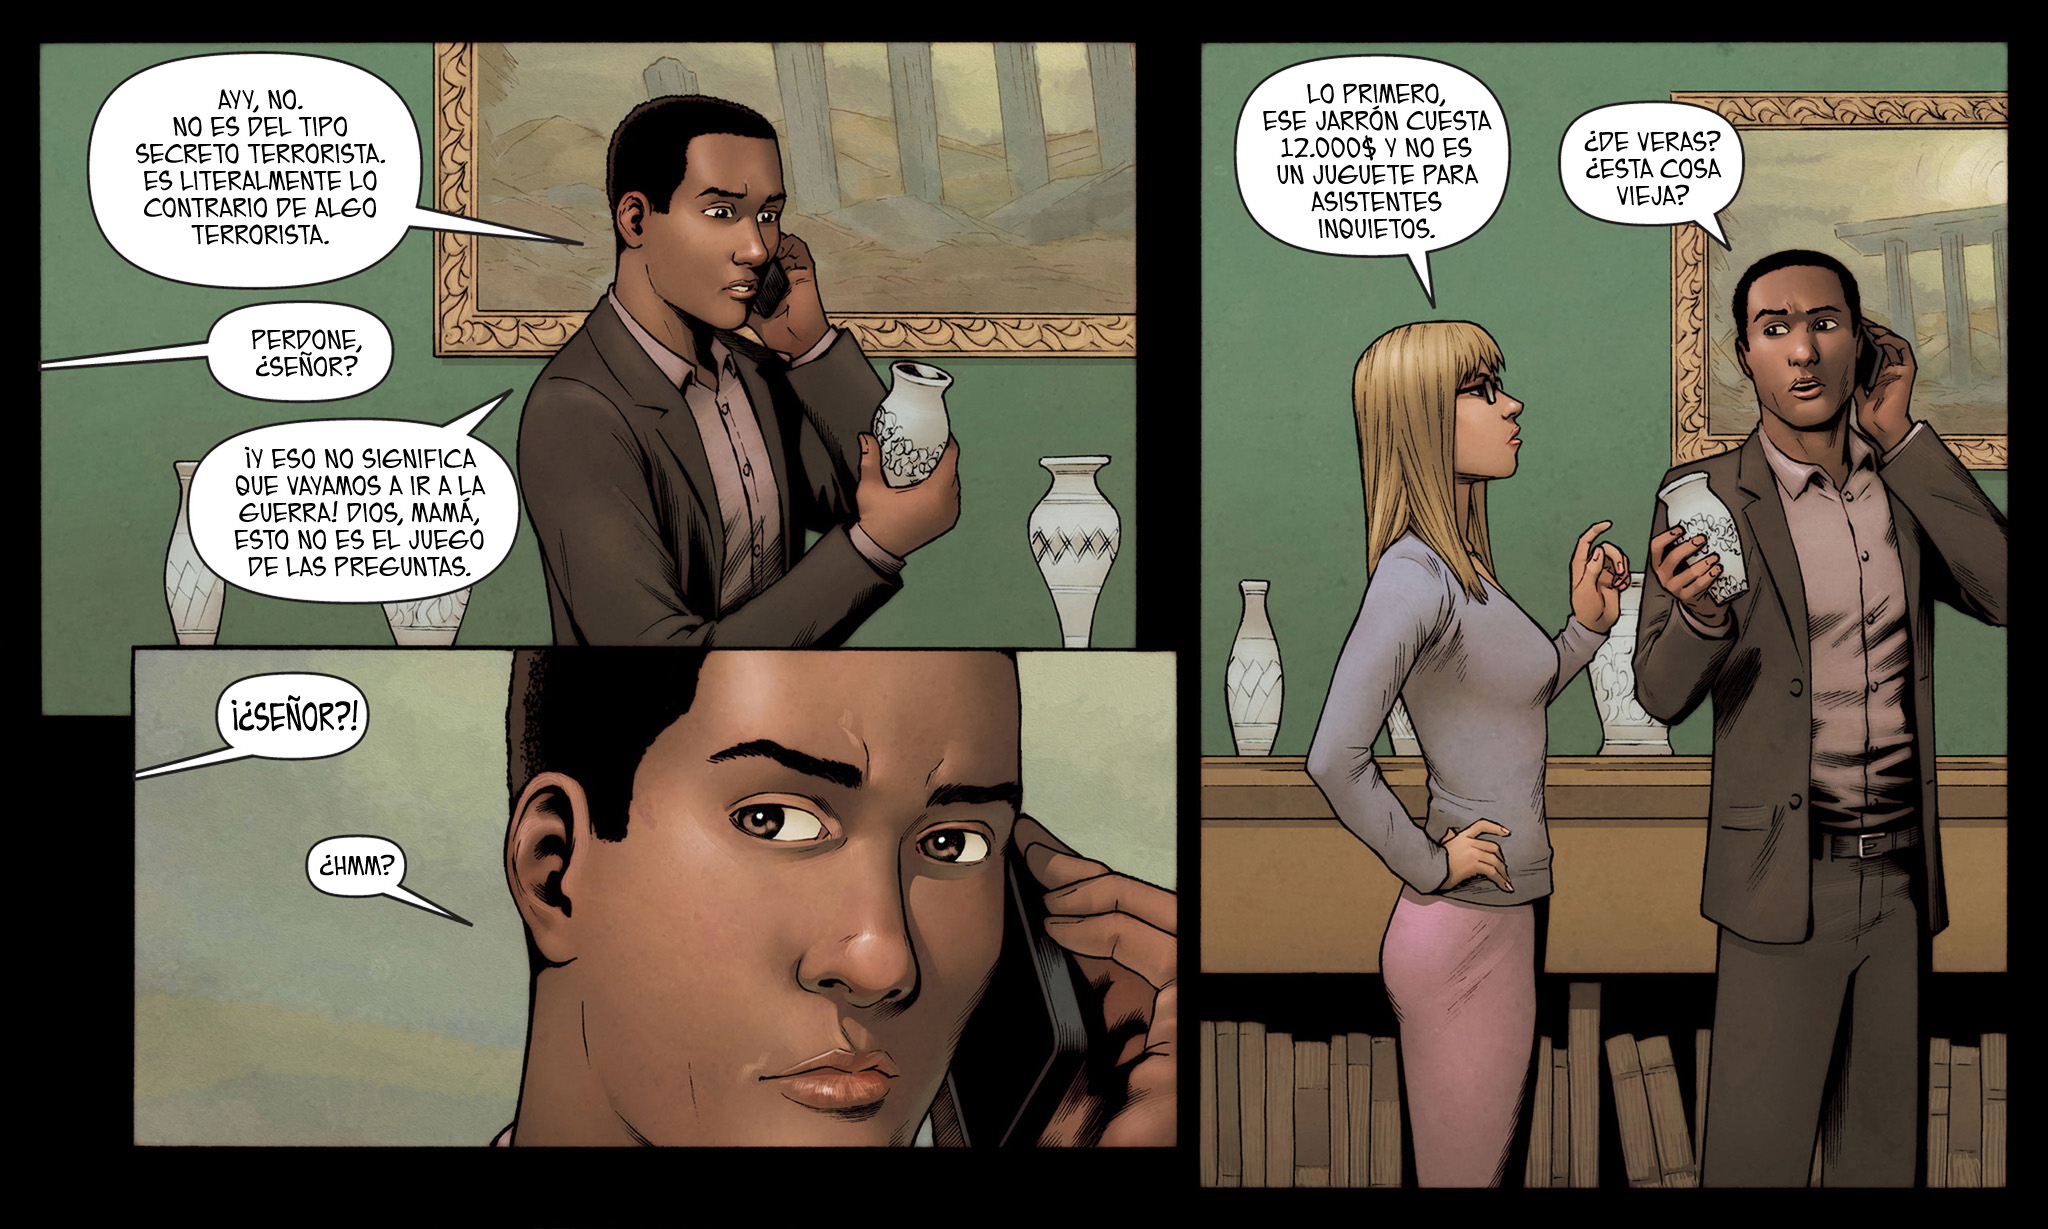 AYY, NO.
NO ES DEL TIPO
SECRETO TERRORISTA.
ES LITERALMENTE LO
CONTRARIO DE ALGO
TERRORISTA.
PERDONE,
¿SEÑOR?
¡Y ESO NO SIGNIFICA
QUE VAYAMOS A IR A LA
GUERRA! DIOS, MAMÁ,
ESTO NO ES EL JUEGO
DE LAS PREGUNTAS.
¡¿SEÑOR?!
¿HMM?
LO PRIMERO,
ESE JARRÓN CUESTA
12.000$ Y NO ES
UN JUGUETE PARA
ASISTENTES
INQUIETOS.
¿DE VERAS?
¿ESTA COSA
VIEJA?